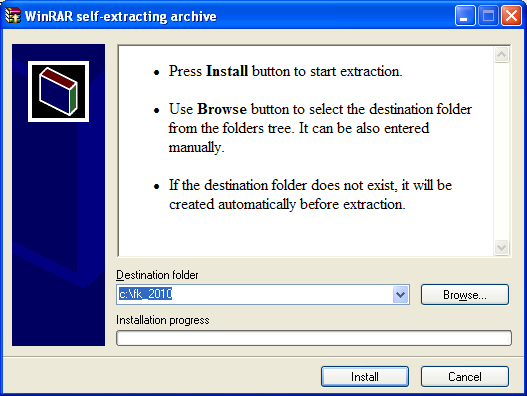 WinRAR self-extracting archive
• Press Install button to start extraction.
• Use Browse button to select the destination folder
from the folders tree. It can be also entered
manually.
• If the destination folder does not exist, it will be
created automatically before extraction.
Destination folder
c:\fk_2010
Browse...
Installation progress
Install
Cancel